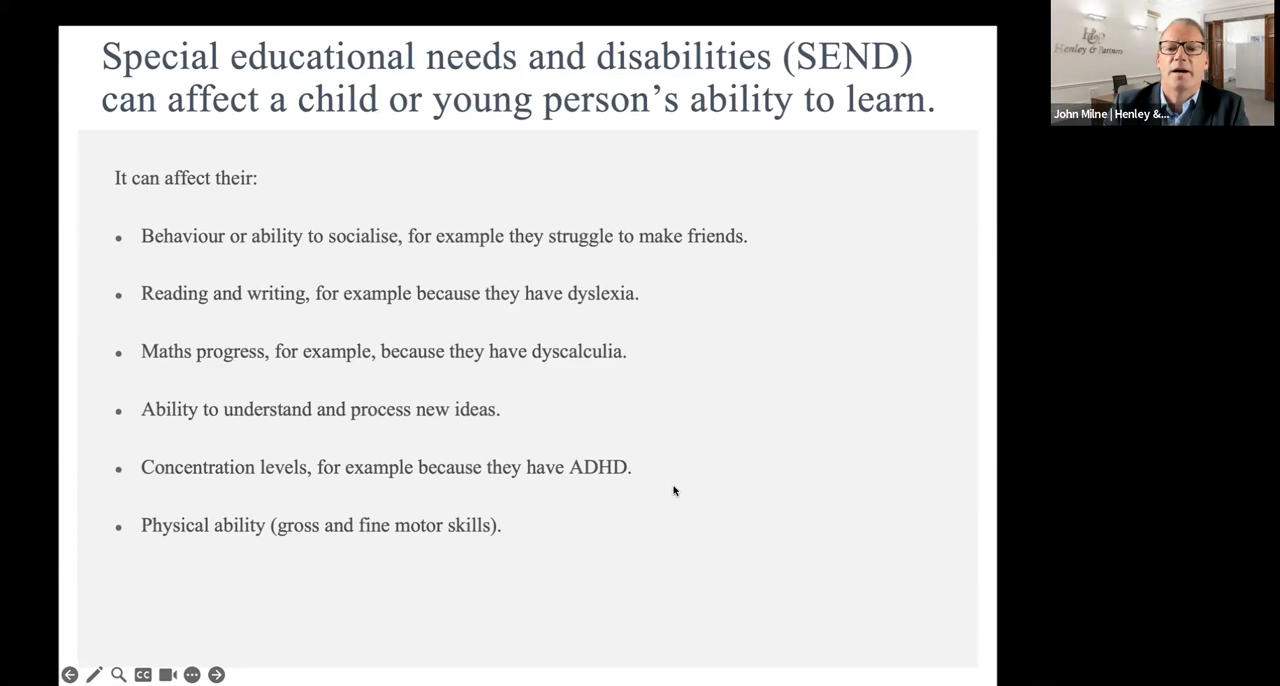 Special educational needs and disabilities (SEND)
can affect a child or young person’s ability to learn.
It can affect their:
• Behaviour or ability to socialise, for example they struggle to make friends.
• Reading and writing, for example because they have dyslexia.
• Maths progress, for example, because they have dyscalculia.
• Ability to understand and process new ideas.
• Concentration levels, for example because they have ADHD.
• Physical ability (gross and fine motor skills).
H&P
Henley & Partners
John Milne | Henley &...
CC